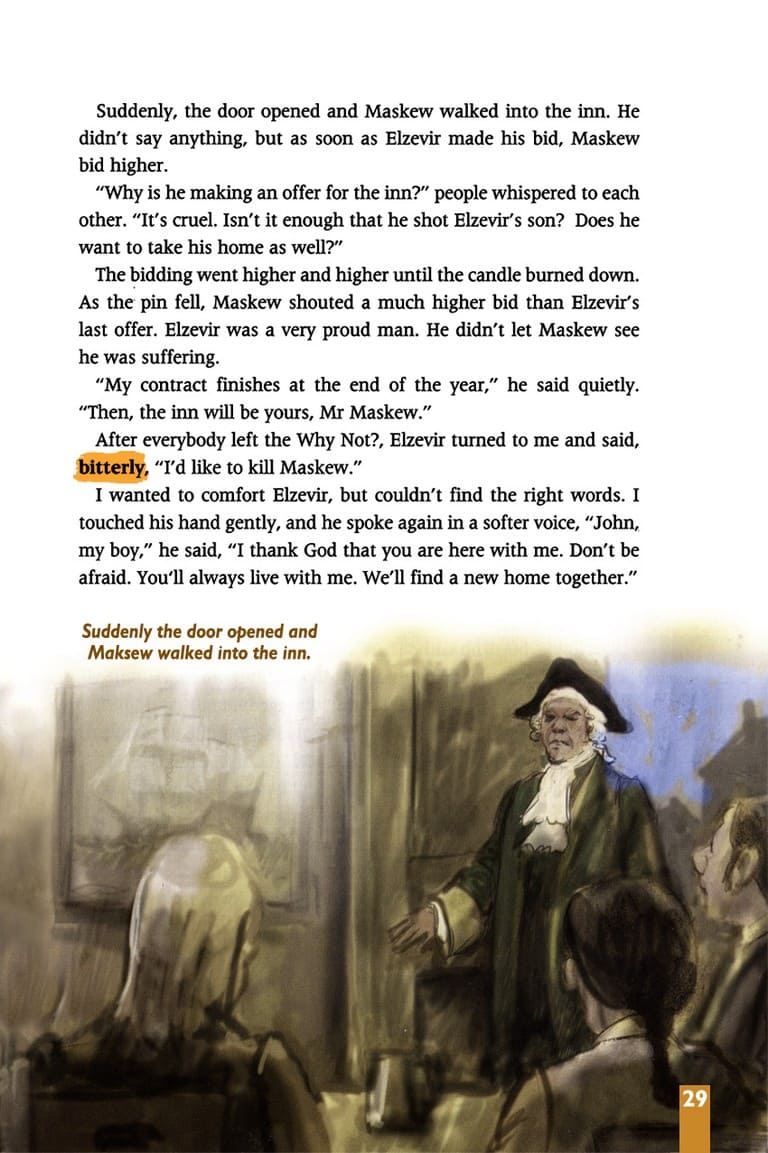 Suddenly, the door opened and Maskew walked into the inn. He
didn’t say anything, but as soon as Elzevir made his bid, Maskew
bid higher.
“Why is he making an offer for the inn?” people whispered to each
other. “It’s cruel. Isn’t it enough that he shot Elzevir’s son? Does he
want to take his home as well?”
The bidding went higher and higher until the candle burned down.
As the pin fell, Maskew shouted a much higher bid than Elzevir’s
last offer. Elzevir was a very proud man. He didn’t let Maskew see
he was suffering.
“My contract finishes at the end of the year,” he said quietly.
“Then, the inn will be yours, Mr Maskew.”
After everybody left the Why Not?, Elzevir turned to me and said,
bitterly, “I’d like to kill Maskew.”
I wanted to comfort Elzevir, but couldn’t find the right words. I
touched his hand gently, and he spoke again in a softer voice, “John,
my boy,” he said, “I thank God that you are here with me. Don’t be
afraid. You’ll always live with me. We’ll find a new home together.”
Suddenly the door opened and
Maksew walked into the inn.
29